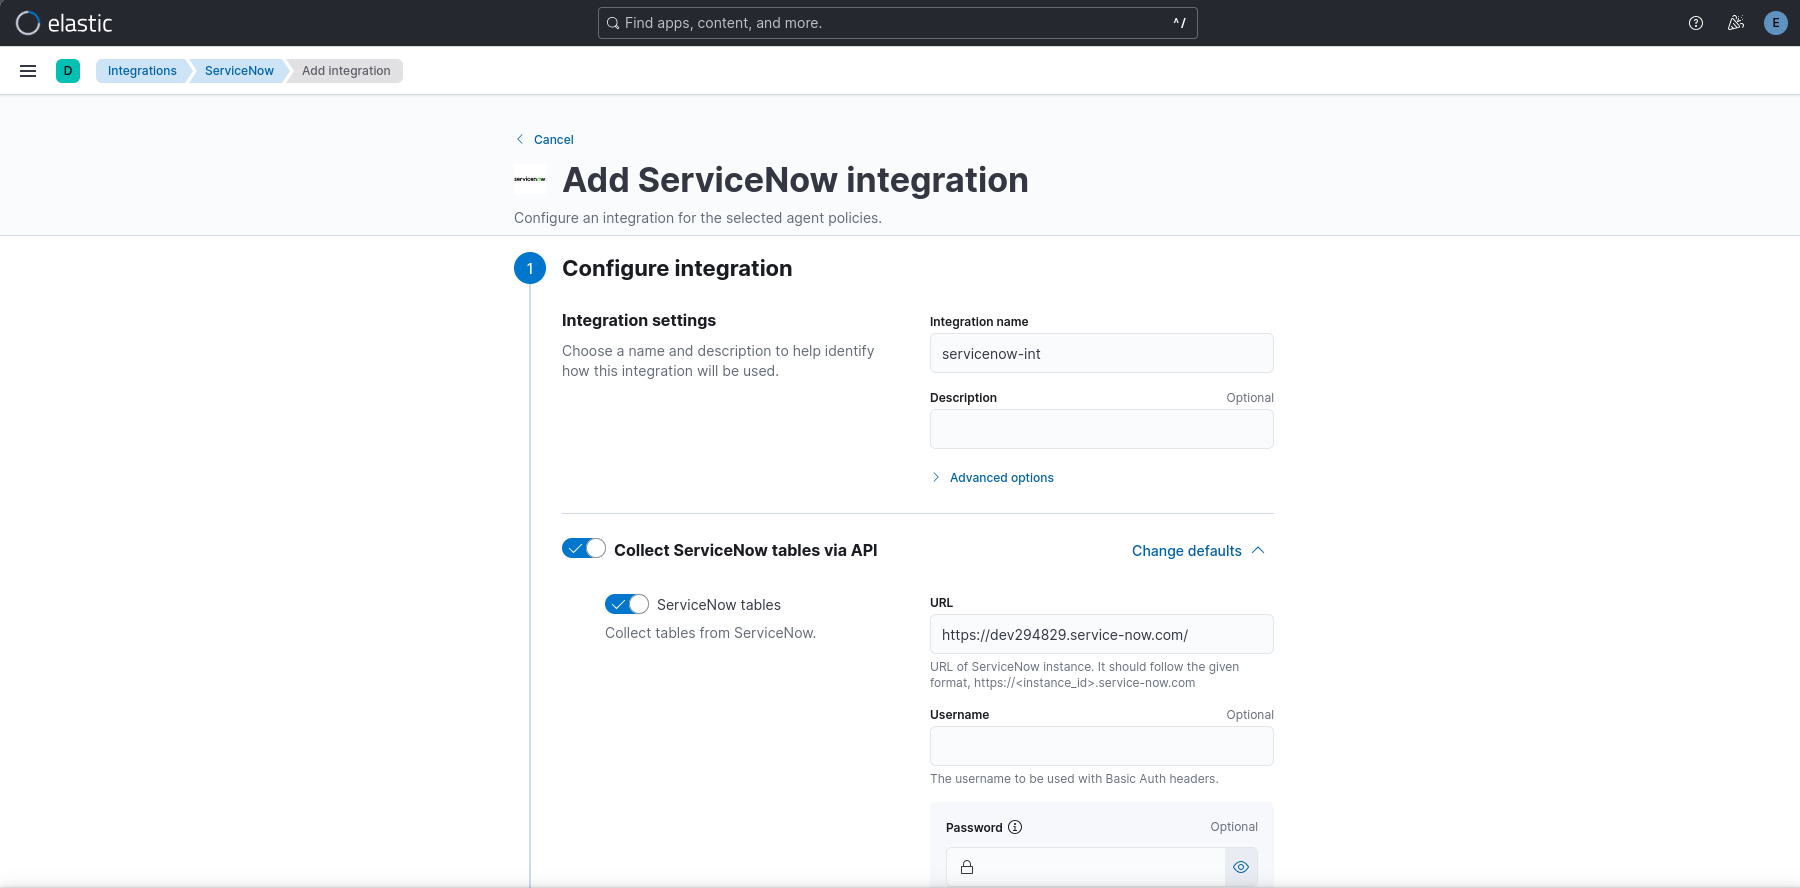 elastic
Find apps, content, and more.
^/
E
D
Integrations
ServiceNow
Add integration
Cancel
servicenow
Add ServiceNow integration
Configure an integration for the selected agent policies.
1
Configure integration
Integration settings
Choose a name and description to help identify
how this integration will be used.
Integration name
servicenow-int
Description
Optional
Advanced options
Collect ServiceNow tables via API
Change defaults
ServiceNow tables
Collect tables from ServiceNow.
URL
https://dev294829.service-now.com/
URL of ServiceNow instance. It should follow the given
format, https://<instance_id>.service-now.com
Username
Optional
The username to be used with Basic Auth headers.
Password
Optional